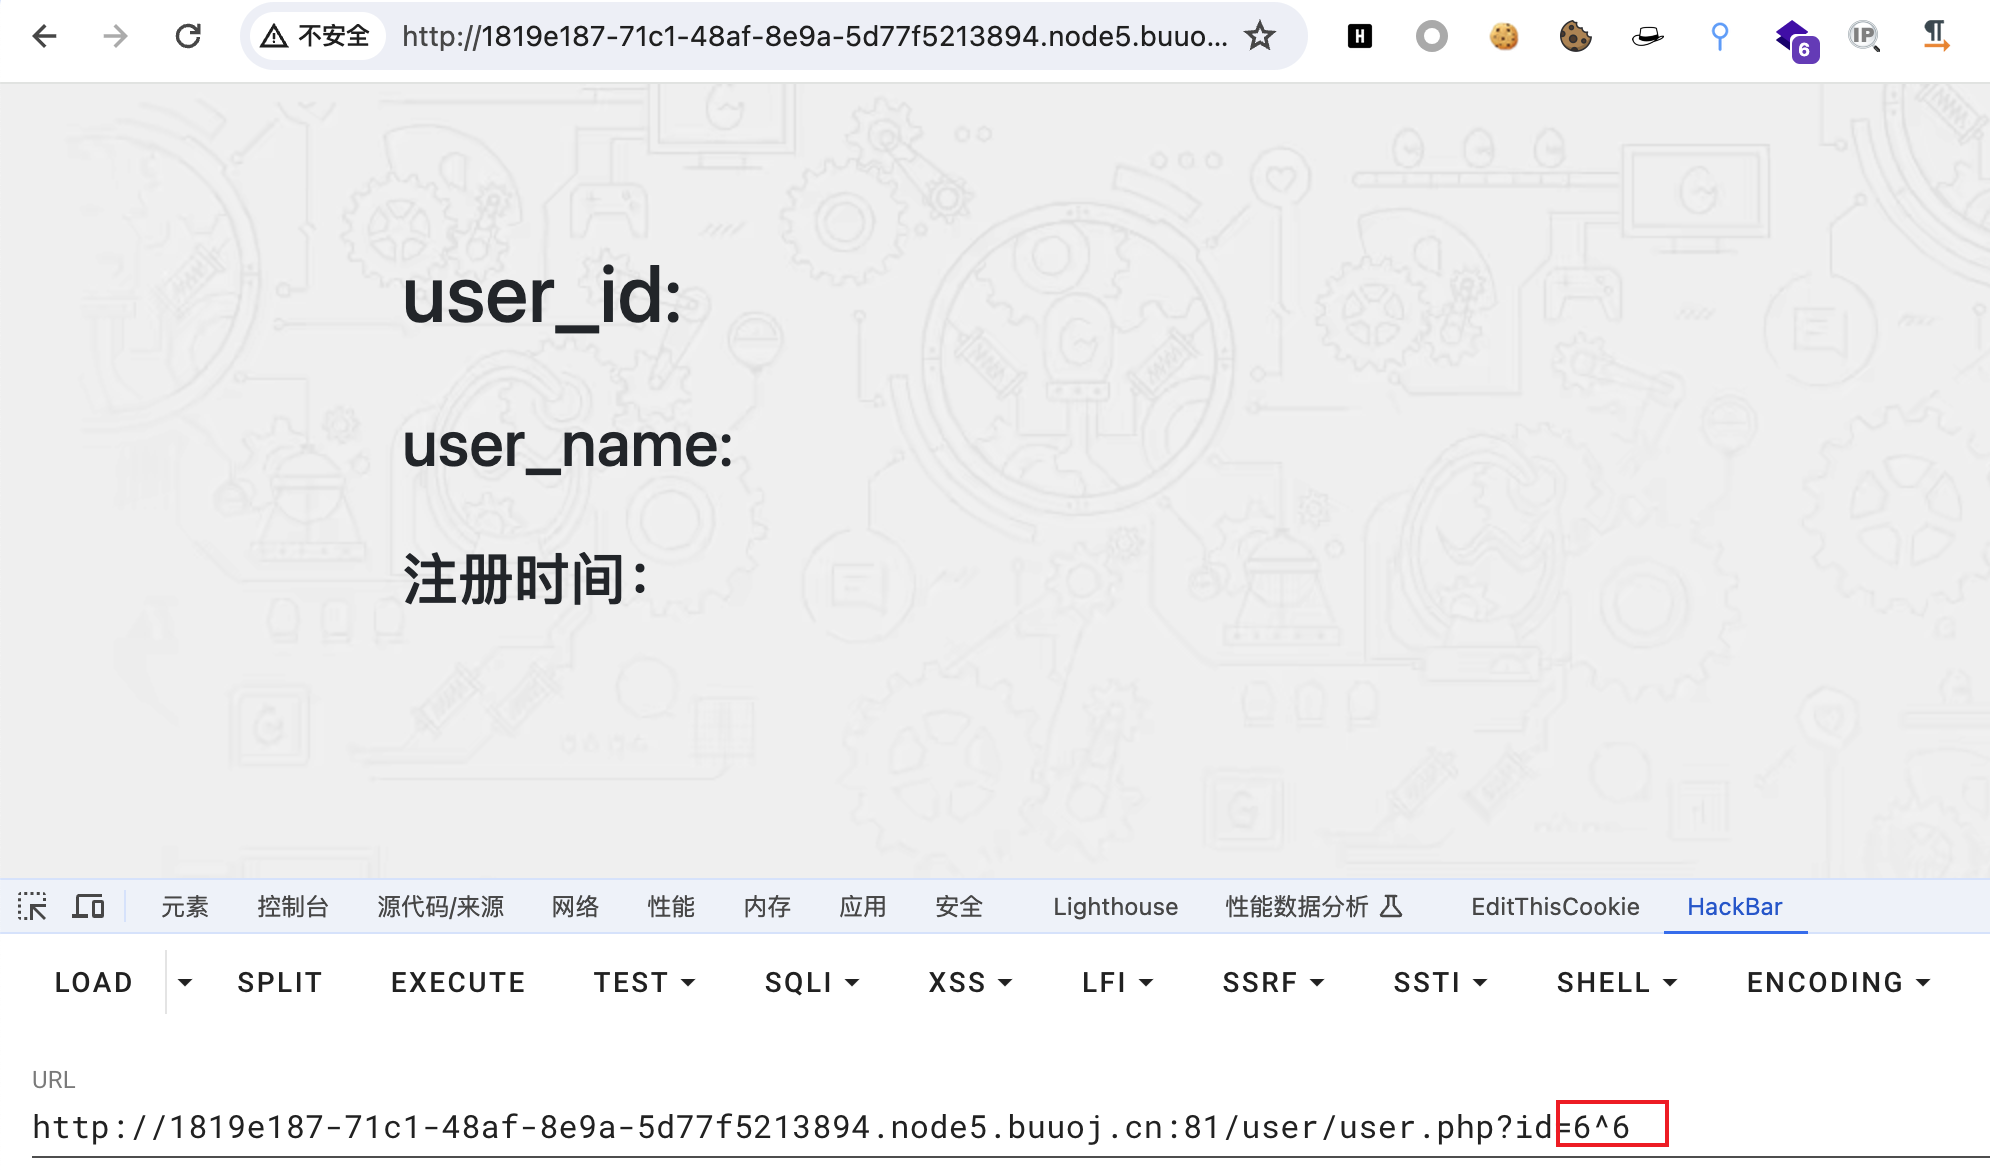 不安全 http://1819e187-71c1-48af-8e9a-5d77f5213894.node5.buuo... H 6 IP
user_id:
user_name:
注册时间：
元素 控制台 源代码/来源 网络 性能 内存 应用 安全 Lighthouse 性能数据分析 EditThisCookie HackBar
LOAD SPLIT EXECUTE TEST SQLI XSS LFI SSRF SSTI SHELL ENCODING
URL
http://1819e187-71c1-48af-8e9a-5d77f5213894.node5.buuoj.cn:81/user/user.php?id=6^6